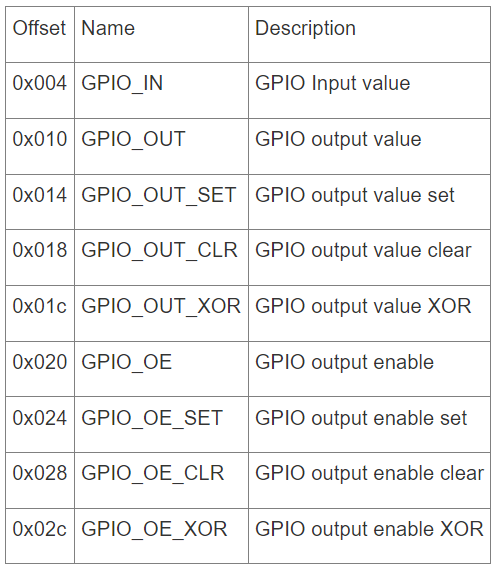 Offset Name Description
0x004 GPIO_IN GPIO Input value
0x010 GPIO_OUT GPIO output value
0x014 GPIO_OUT_SET GPIO output value set
0x018 GPIO_OUT_CLR GPIO output value clear
0x01c GPIO_OUT_XOR GPIO output value XOR
0x020 GPIO_OE GPIO output enable
0x024 GPIO_OE_SET GPIO output enable set
0x028 GPIO_OE_CLR GPIO output enable clear
0x02c GPIO_OE_XOR GPIO output enable XOR